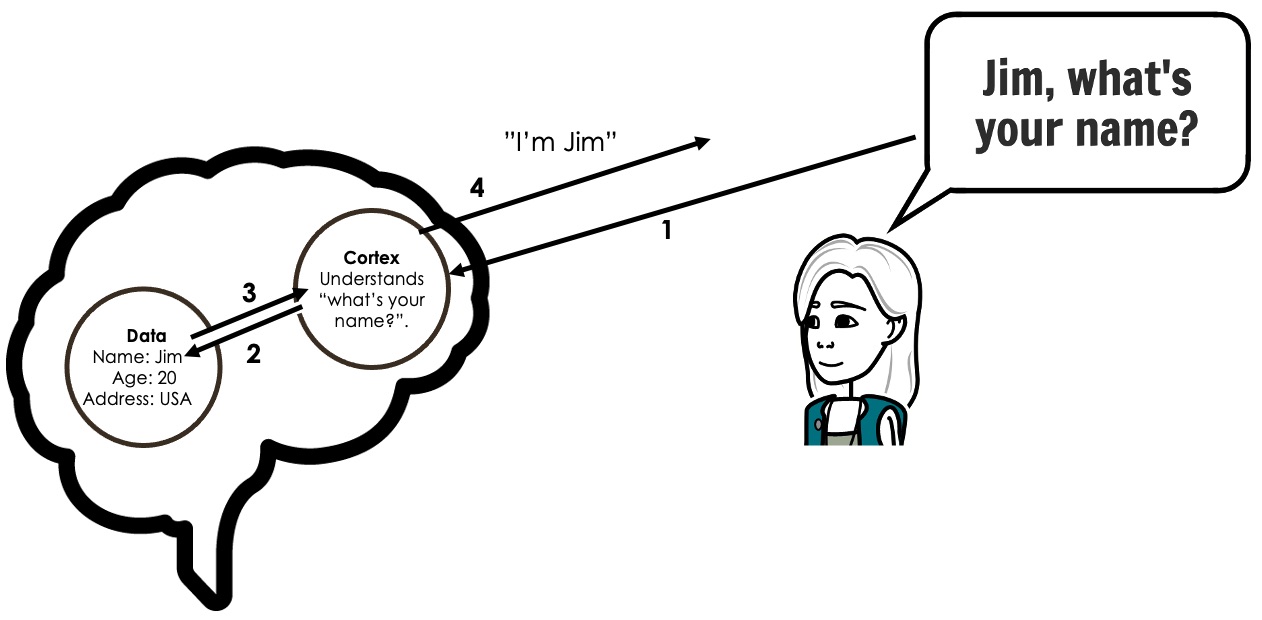 Jim, what's
your name?
”I’m Jim”
4
1
Cortex
Understands
“what’s your
name?”.
3
2
Data
Name: Jim
Age: 20
Address: USA